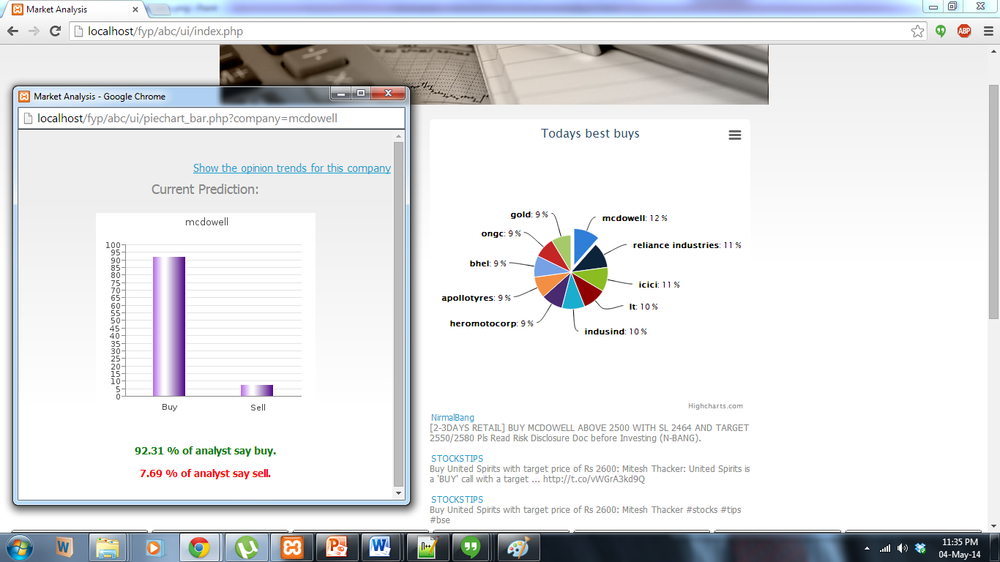 Market Analysis
localhost/fyp/abc/ui/index.php
ABP
Market Analysis - Google Chrome
localhost/fyp/abc/ui/piechart_bar.php?company=mcdowell
Show the opinion trends for this company
Current Prediction:
mcdowell
100
95
90
85
80
75
70
65
60
55
50
45
40
35
30
25
20
15
10
5
0
Buy
Sell
92.31 % of analyst say buy.
7.69 % of analyst say sell.
Todays best buys
gold: 9 %
mcdowell: 12 %
ongc: 9 %
reliance industries: 11 %
bhel: 9 %
icici: 11 %
apollotyres: 9 %
lt: 10 %
heromotocorp: 9 %
indusind: 10 %
Highcharts.com
NirmalBang
[2-3DAYS RETAIL] BUY MCDOWELL ABOVE 2500 WITH SL 2464 AND TARGET
2550/2580 Pls Read Risk Disclosure Doc before Investing (N-BANG).
STOCKSTIPS
Buy United Spirits with target price of Rs 2600: Mitesh Thacker: United Spirits is
a 'BUY' call with a target ... http://t.co/vWGrA3kd9Q
STOCKSTIPS
Buy United Spirits with target price of Rs 2600: Mitesh Thacker #stocks #tips
#bse
11:35 PM
04-May-14